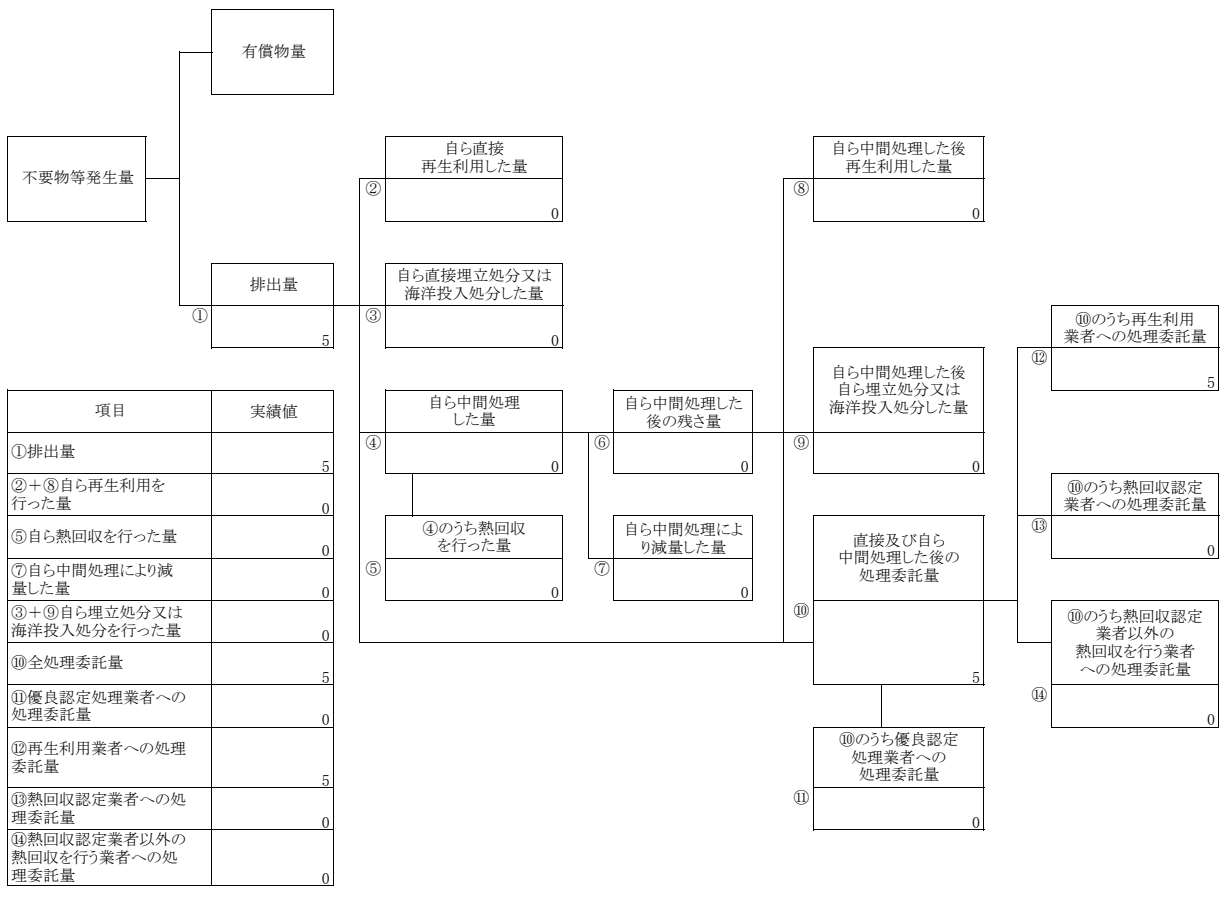 有償物量
不要物等発生量
排出量
①
5
自ら直接
再生利用した量
②
0
自ら直接埋立処分又は
海洋投入処分した量
③
0
自ら中間処理
した量
④
0
④のうち熱回収
を行った量
⑤
0
自ら中間処理した
後の残さ量
⑥
0
自ら中間処理によ
り減量した量
⑦
0
自ら中間処理した後
再生利用した量
⑧
0
自ら中間処理した後
自ら埋立処分又は
海洋投入処分した量
⑨
0
直接及び自ら
中間処理した後の
処理委託量
⑩
5
⑩のうち優良認定
処理業者への
処理委託量
⑪
0
⑩のうち再生利用
業者への処理委託量
⑫
5
⑩のうち熱回収認定
業者への処理委託量
⑬
0
⑩のうち熱回収認定
業者以外の
熱回収を行う業者
への処理委託量
⑭
0
項目 実績値
①排出量
5
②+⑧自ら再生利用を
行った量
0
⑤自ら熱回収を行った量
0
⑦自ら中間処理により減
量した量
0
③+⑨自ら埋立処分又は
海洋投入処分を行った量
0
⑩全処理委託量
5
⑪優良認定処理業者への
処理委託量
0
⑫再生利用業者への処理
委託量
5
⑬熱回収認定業者への処
理委託量
0
⑭熱回収認定業者以外の
熱回収を行う業者への処
理委託量
0